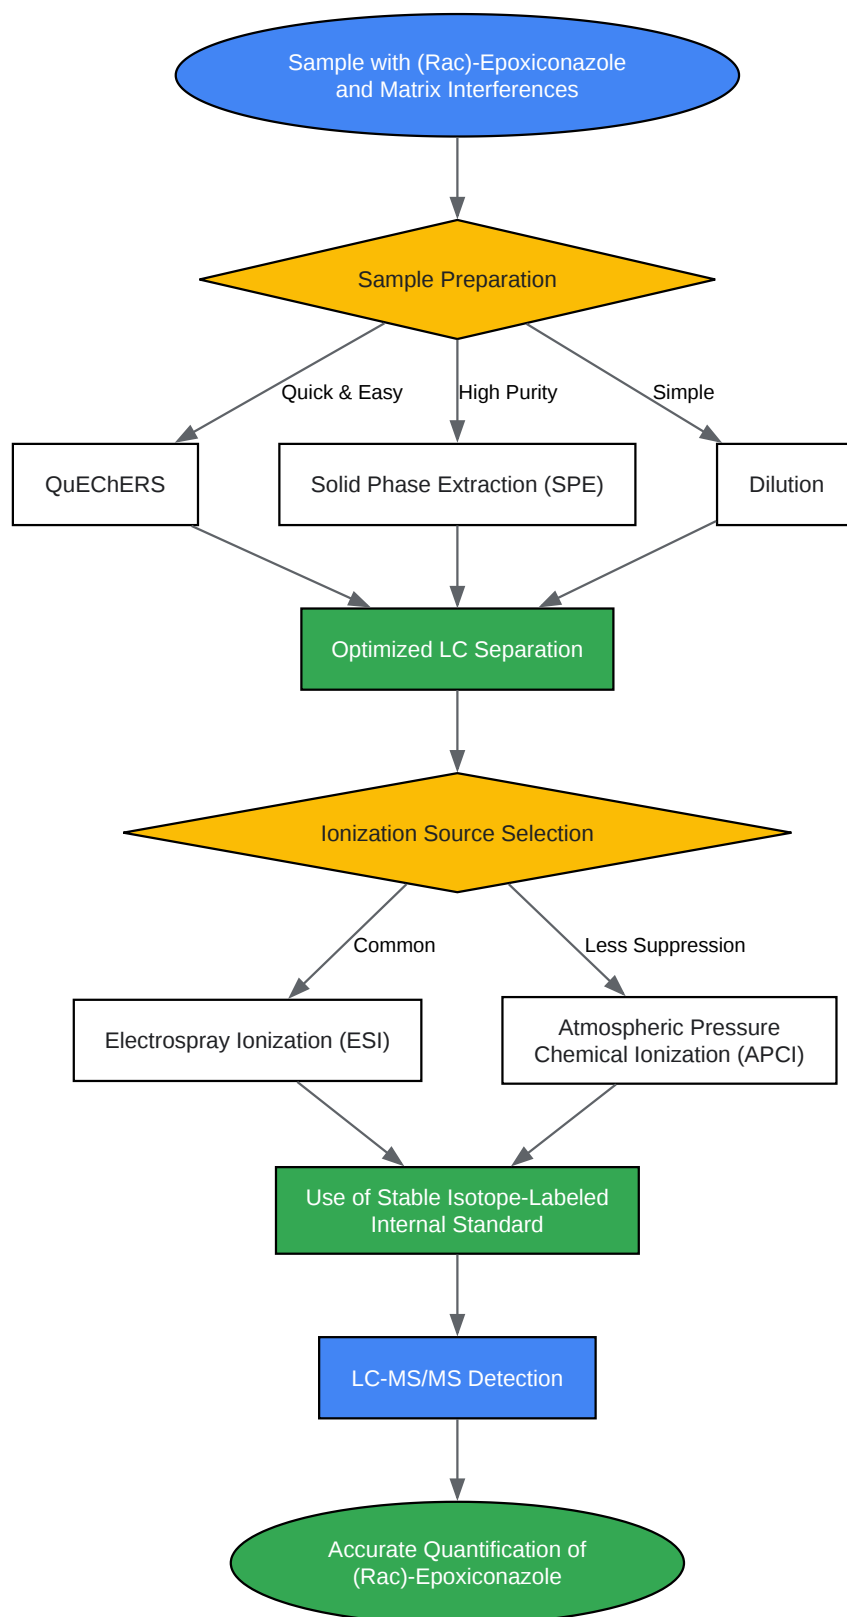 Sample with (Rac)-Epoxiconazole
and Matrix Interferences
Sample Preparation
Quick & Easy
High Purity
Simple
QuEChERS
Solid Phase Extraction (SPE)
Dilution
Optimized LC Separation
Ionization Source Selection
Common
Less Suppression
Electrospray Ionization (ESI)
Atmospheric Pressure
Chemical Ionization (APCI)
Use of Stable Isotope-Labeled
Internal Standard
LC-MS/MS Detection
Accurate Quantification of
(Rac)-Epoxiconazole